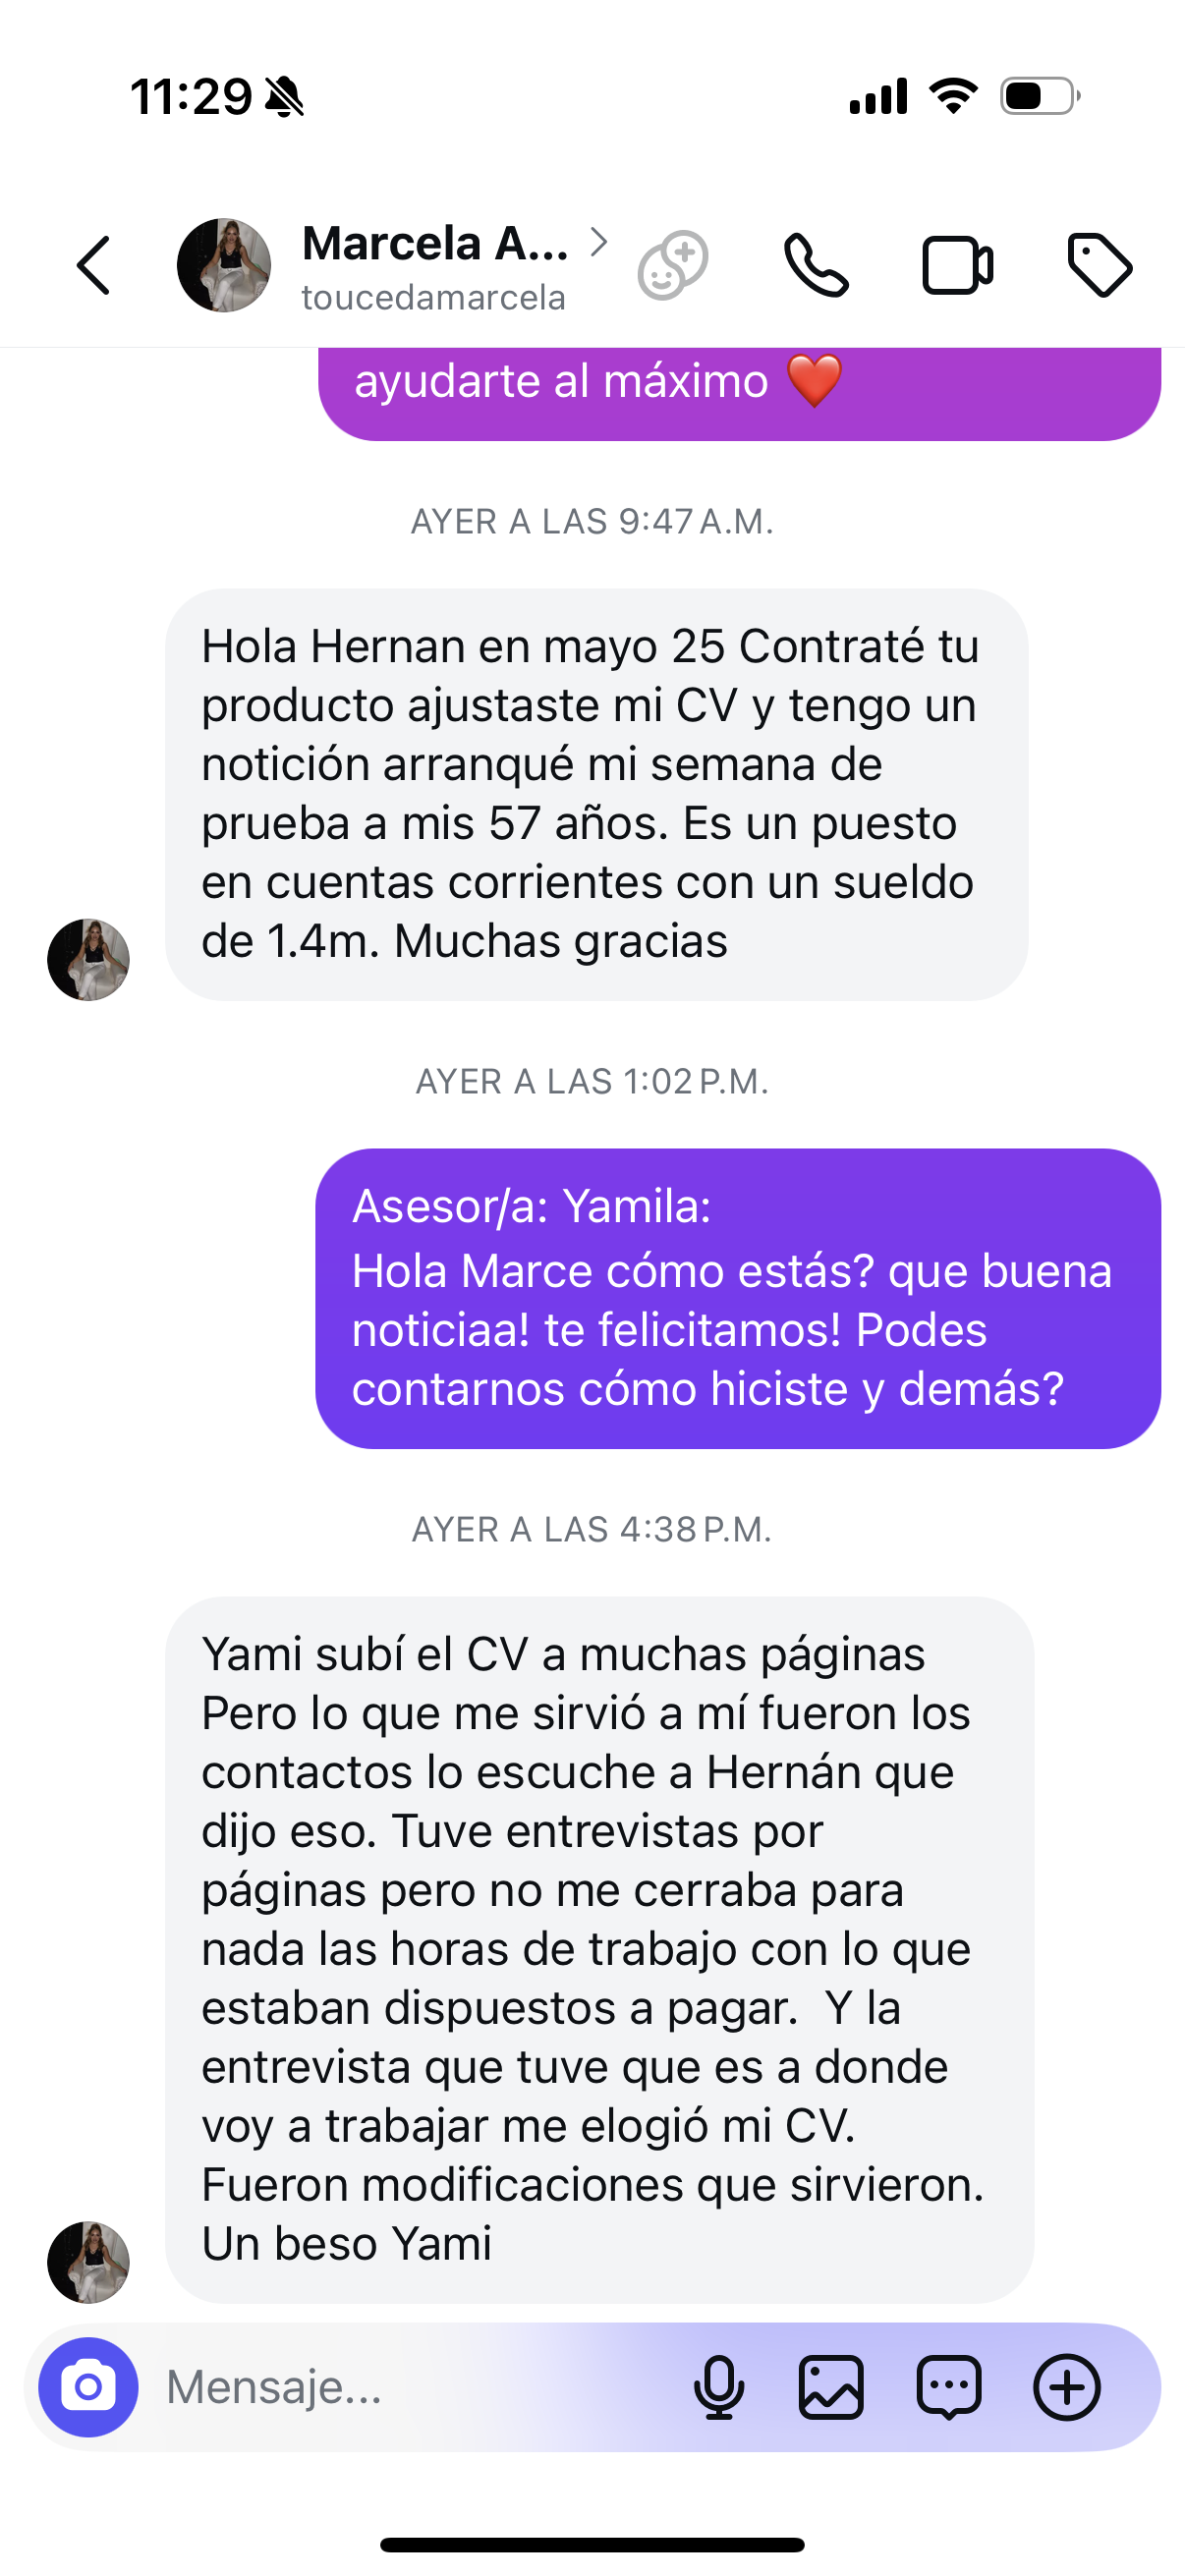 11:29
Marcela A...
toucedamarcela
ayudarte al máximo ❤️
AYER A LAS 9:47 A.M.
Hola Hernan en mayo 25 Contraté tu
producto ajustaste mi CV y tengo un
notición arranqué mi semana de
prueba a mis 57 años. Es un puesto
en cuentas corrientes con un sueldo
de 1.4m. Muchas gracias
AYER A LAS 1:02 P.M.
Asesor/a: Yamila:
Hola Marce cómo estás? que buena
noticiaa! te felicitamos! Podes
contarnos cómo hiciste y demás?
AYER A LAS 4:38 P.M.
Yami subí el CV a muchas páginas
Pero lo que me sirvió a mí fueron los
contactos lo escuche a Hernán que
dijo eso. Tuve entrevistas por
páginas pero no me cerraba para
nada las horas de trabajo con lo que
estaban dispuestos a pagar.  Y la
entrevista que tuve que es a donde
voy a trabajar me elogió mi CV.
Fueron modificaciones que sirvieron.
Un beso Yami
Mensaje...